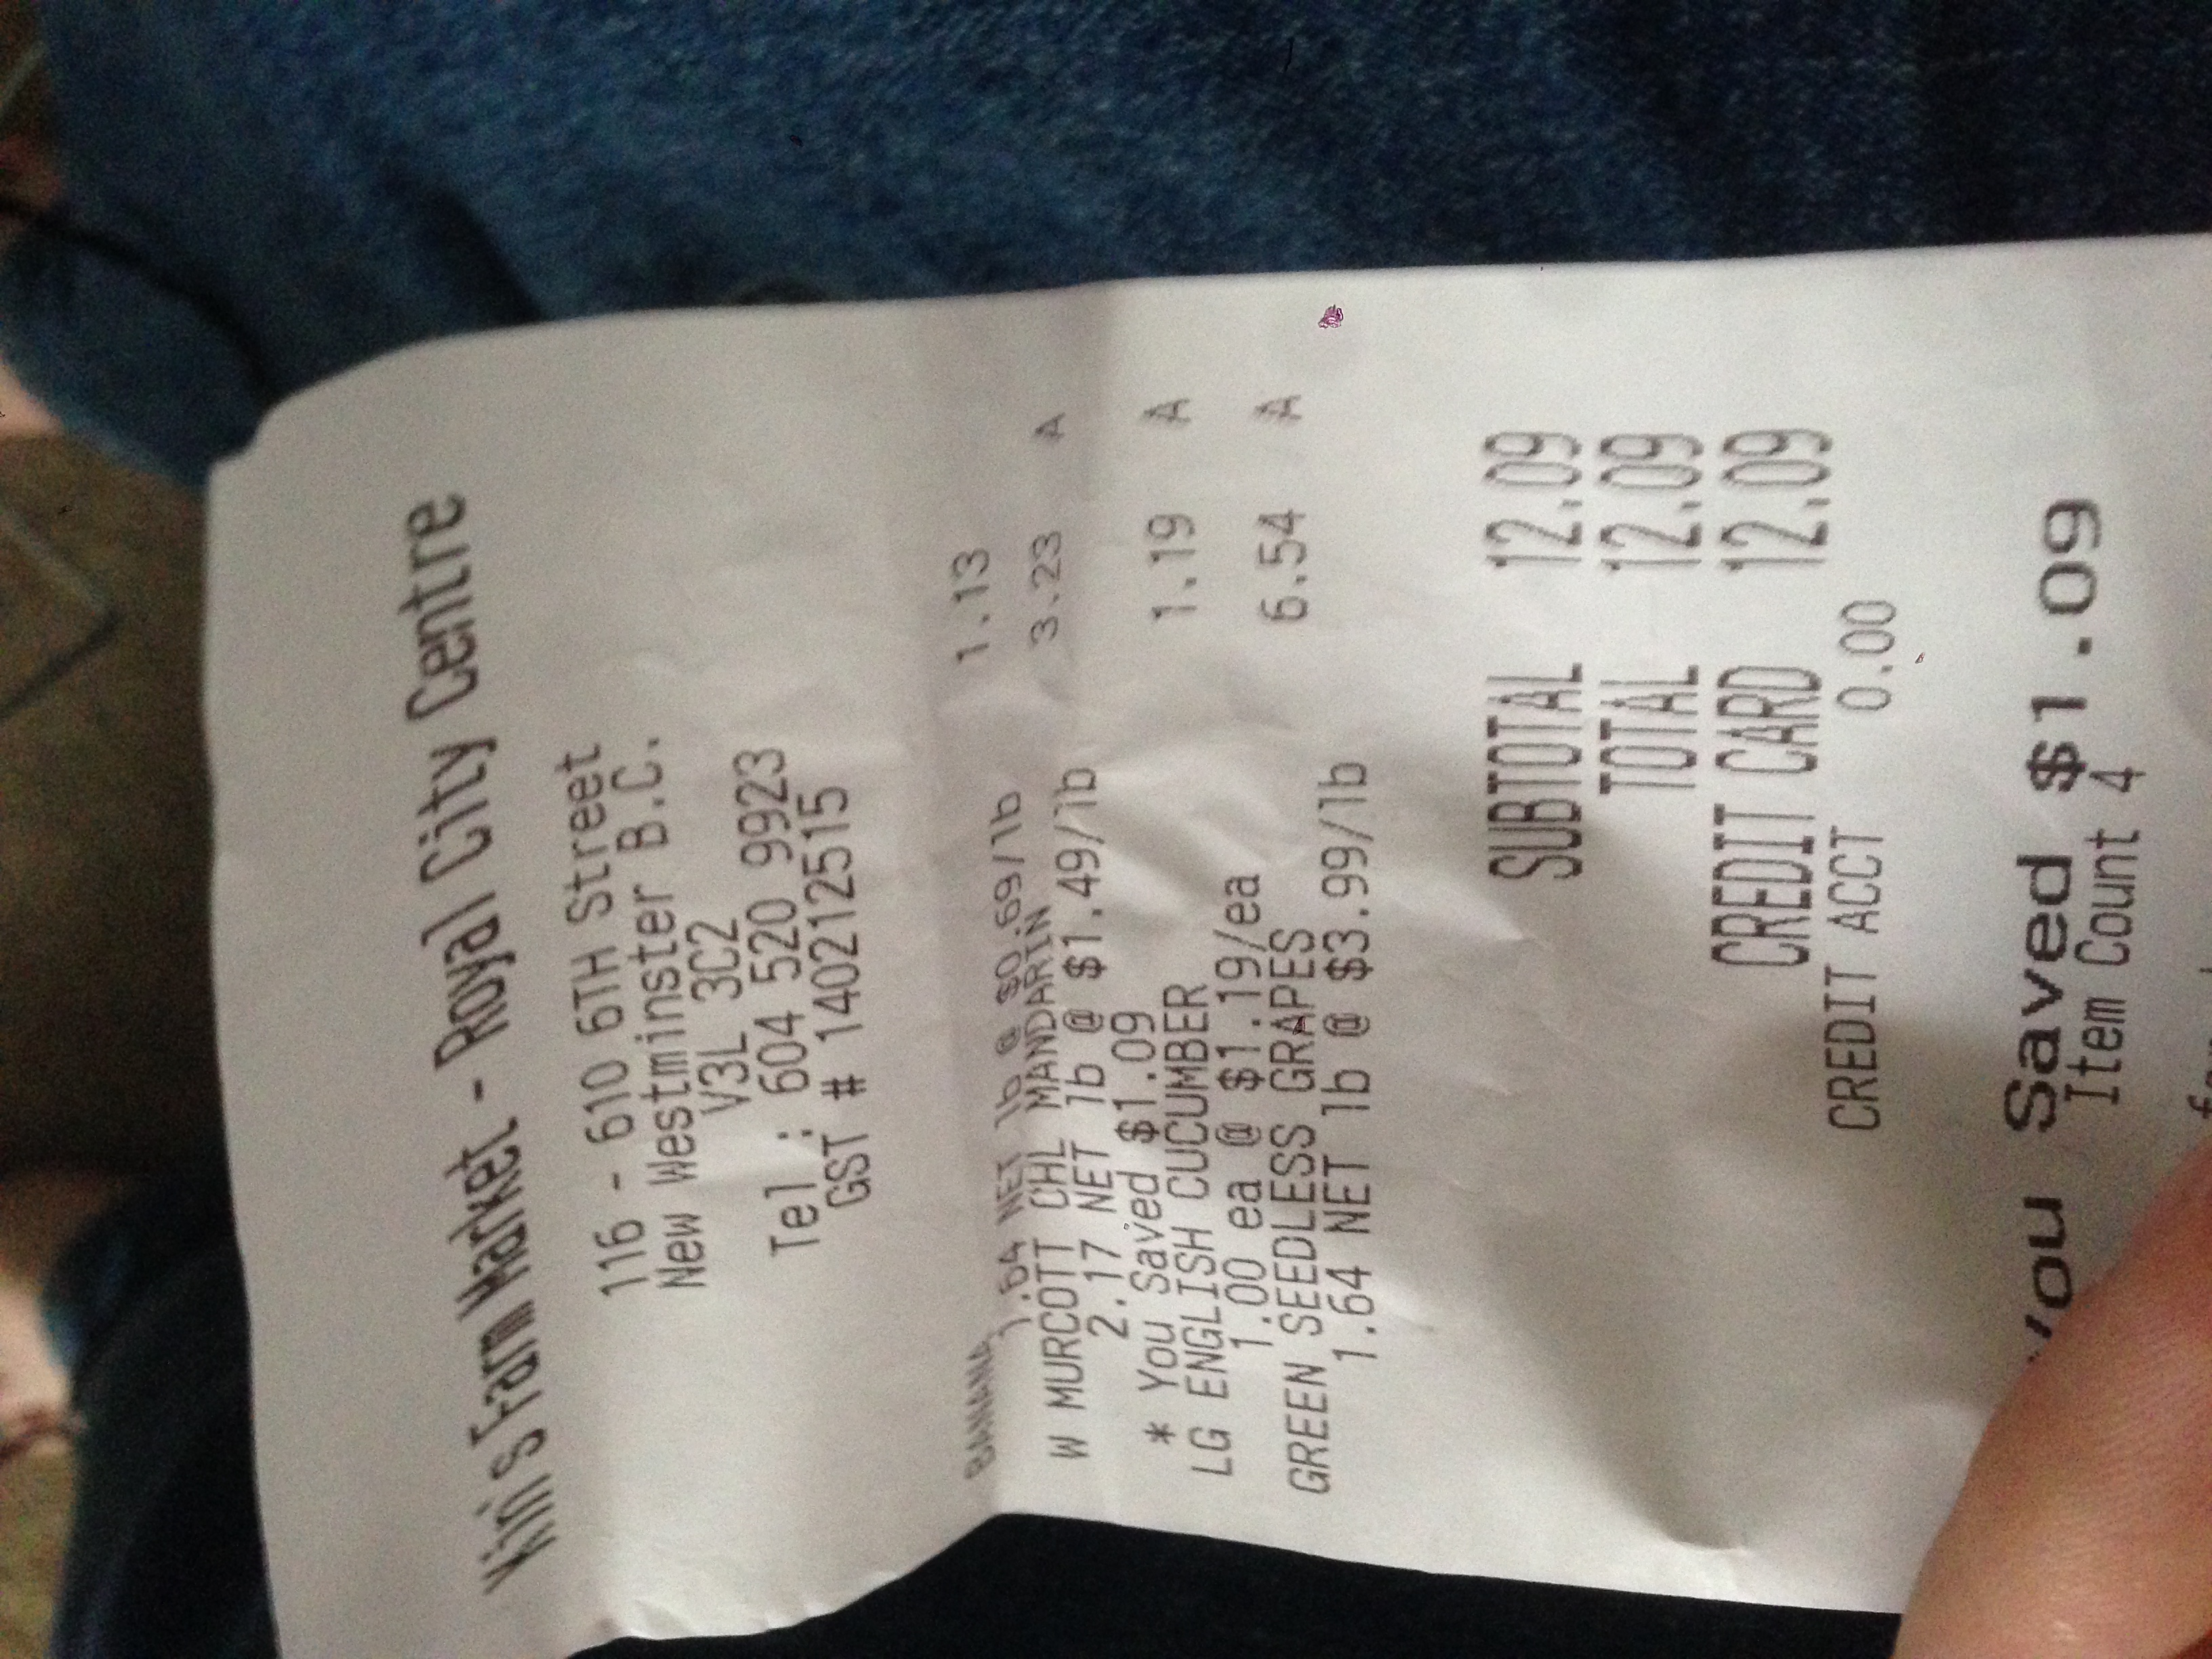 Kin's Farm Market - Royal City Centre
116 - 610 6TH Street
New Westminster B.C.
V3L 3C2
Tel : 604 520 9923
GST # 140212515
BANANA 1.13
1.64 NET lb @ $0.69/lb
W MURCOTT CHL MANDARIN 3.23 A
2.17 NET lb @ $1.49/lb
* You Saved $1.09
LG ENGLISH CUCUMBER 1.19 A
1.00 ea @ $1.19/ea
GREEN SEEDLESS GRAPES 6.54 A
1.64 NET lb @ $3.99/lb
SUBTOTAL 12.09
TOTAL 12.09
CREDIT CARD 12.09
CREDIT ACCT 0.00
You Saved $1.09
Item Count 4